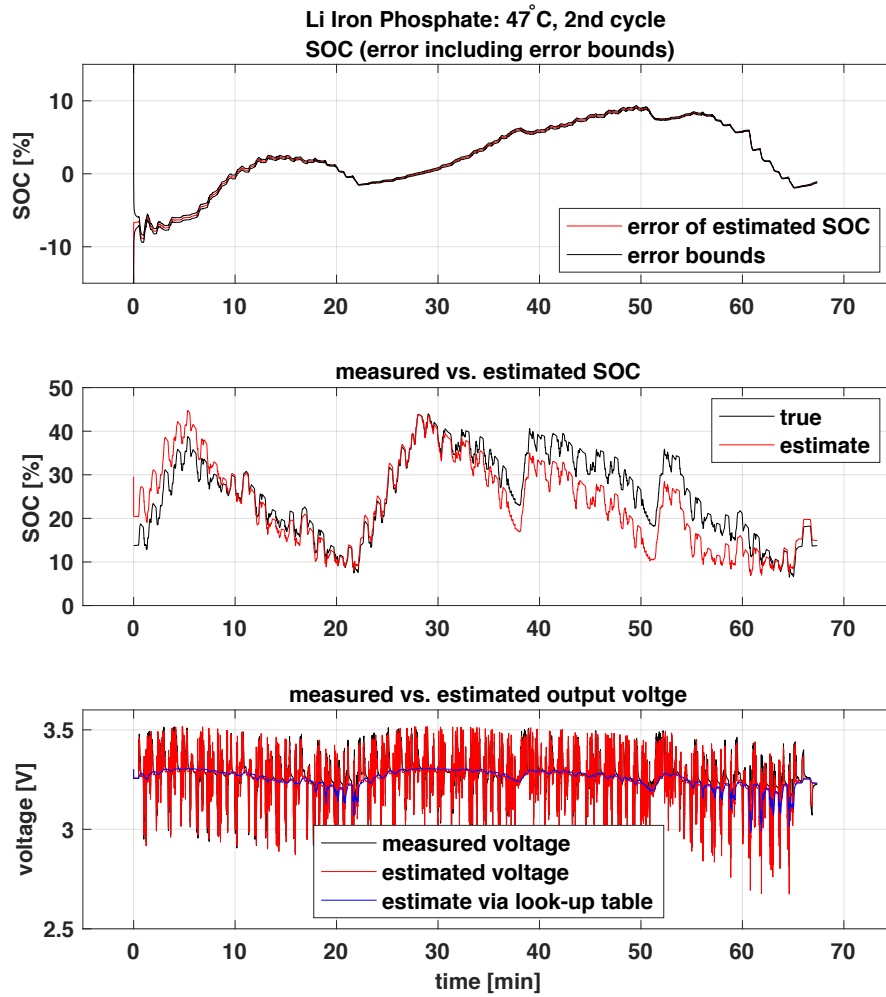 Li Iron Phosphate: 47°C, 2nd cycle
SOC (error including error bounds)
SOC [%]
10
0
-10
error of estimated SOC
error bounds
0 10 20 30 40 50 60 70
measured vs. estimated SOC
SOC [%]
50
40
30
20
10
0
true
estimate
0 10 20 30 40 50 60 70
measured vs. estimated output voltge
voltage [V]
3.5
3
2.5
measured voltage
estimated voltage
estimate via look-up table
0 10 20 30 40 50 60 70
time [min]